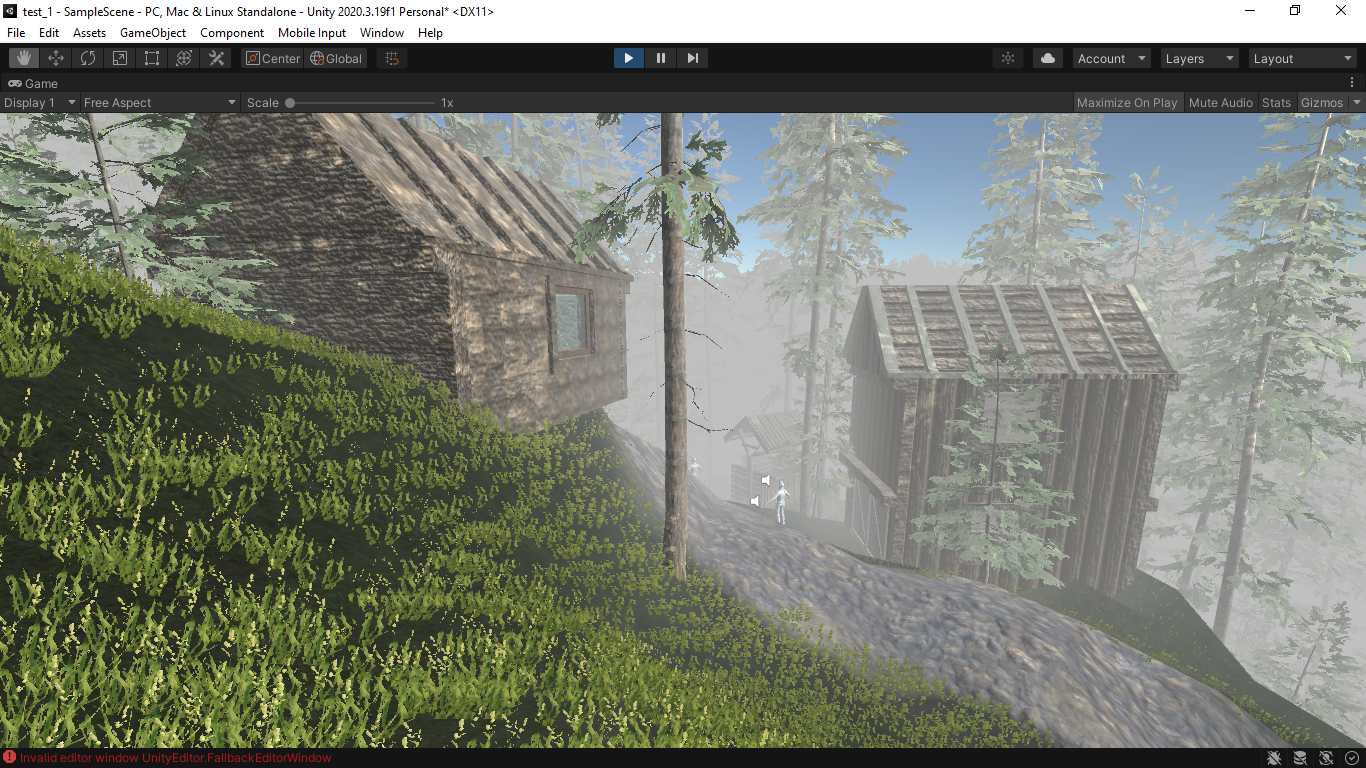 test_1 - SampleScene - PC, Mac & Linux Standalone - Unity 2020.3.19f1 Personal* <DX11>
File Edit Assets GameObject Component Mobile Input Window Help
Center Global Account Layers Layout
Game
Display 1 Free Aspect Scale 1x Maximize On Play Mute Audio Stats Gizmos
Invalid editor window UnityEditor.FallbackEditorWindow